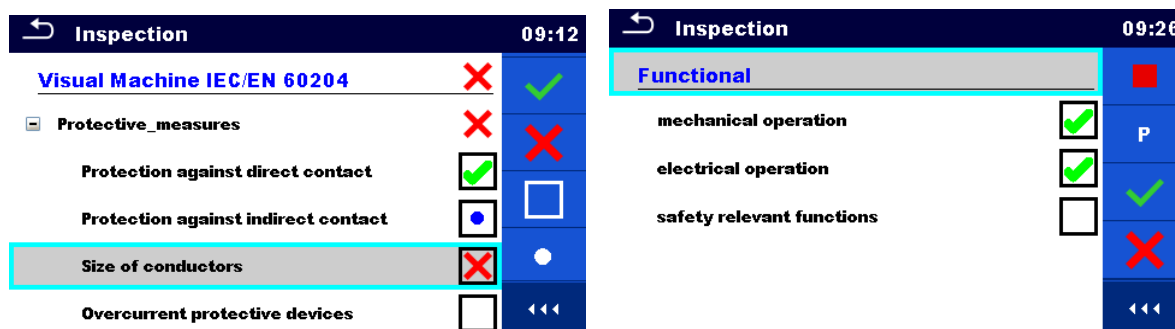 Inspection 09:12
Visual Machine IEC/EN 60204
Protective_measures
Protection against direct contact
Protection against indirect contact
Size of conductors
Overcurrent protective devices
Inspection 09:26
Functional
mechanical operation
P
electrical operation
safety relevant functions